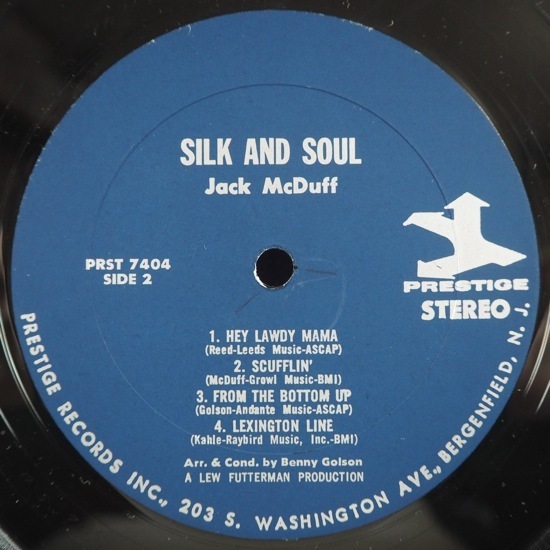 SILK AND SOUL
Jack McDuff
PRST 7404
SIDE 2
PRESTIGE
STEREO
1. HEY LAWDY MAMA
(Reed-Leeds Music-ASCAP)
2. SCUFFLIN'
(McDuff-Growl Music-BMI)
3. FROM THE BOTTOM UP
(Golson-Andante Music-ASCAP)
4. LEXINGTON LINE
(Kahle-Raybird Music, Inc.-BMI)
Arr. & Cond. by Benny Golson
A LEW FUTTERMAN PRODUCTION
PRESTIGE RECORDS INC., 203 S. WASHINGTON AVE., BERGENFIELD, N. J.